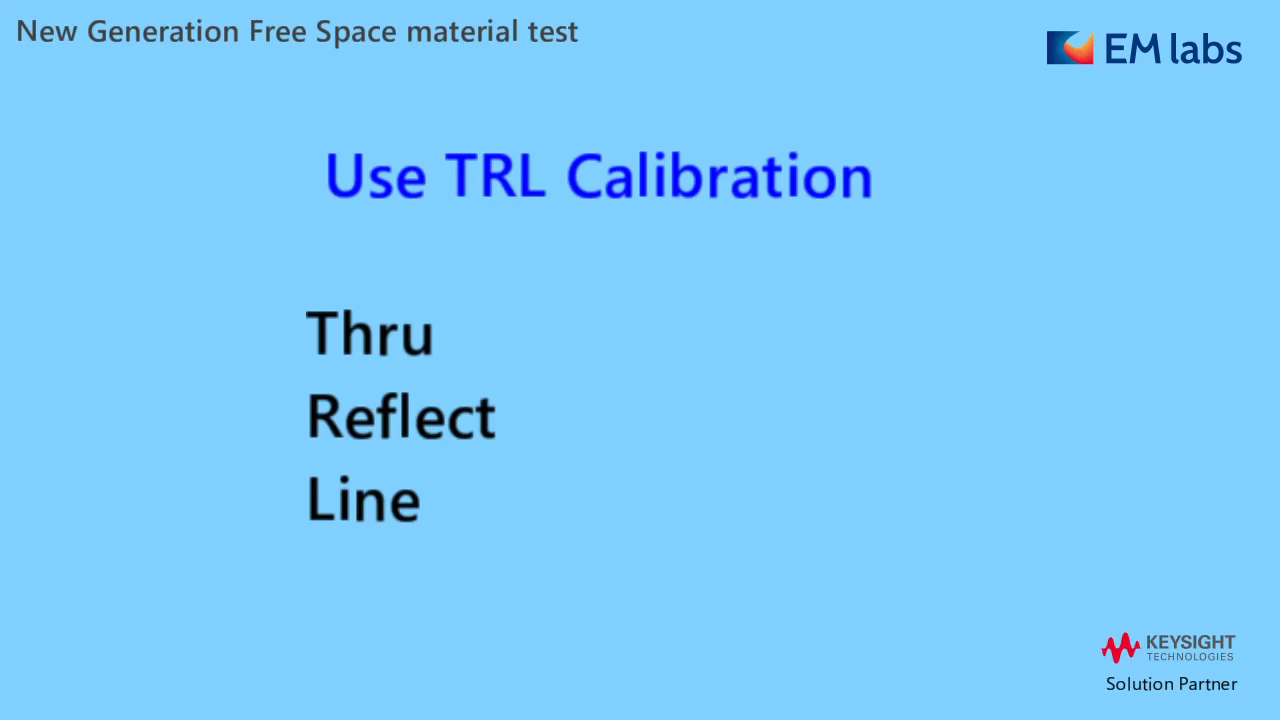 New Generation Free Space material test
EM labs
Use TRL Calibration
Thru
Reflect
Line
KEYSIGHT
TECHNOLOGIES
Solution Partner